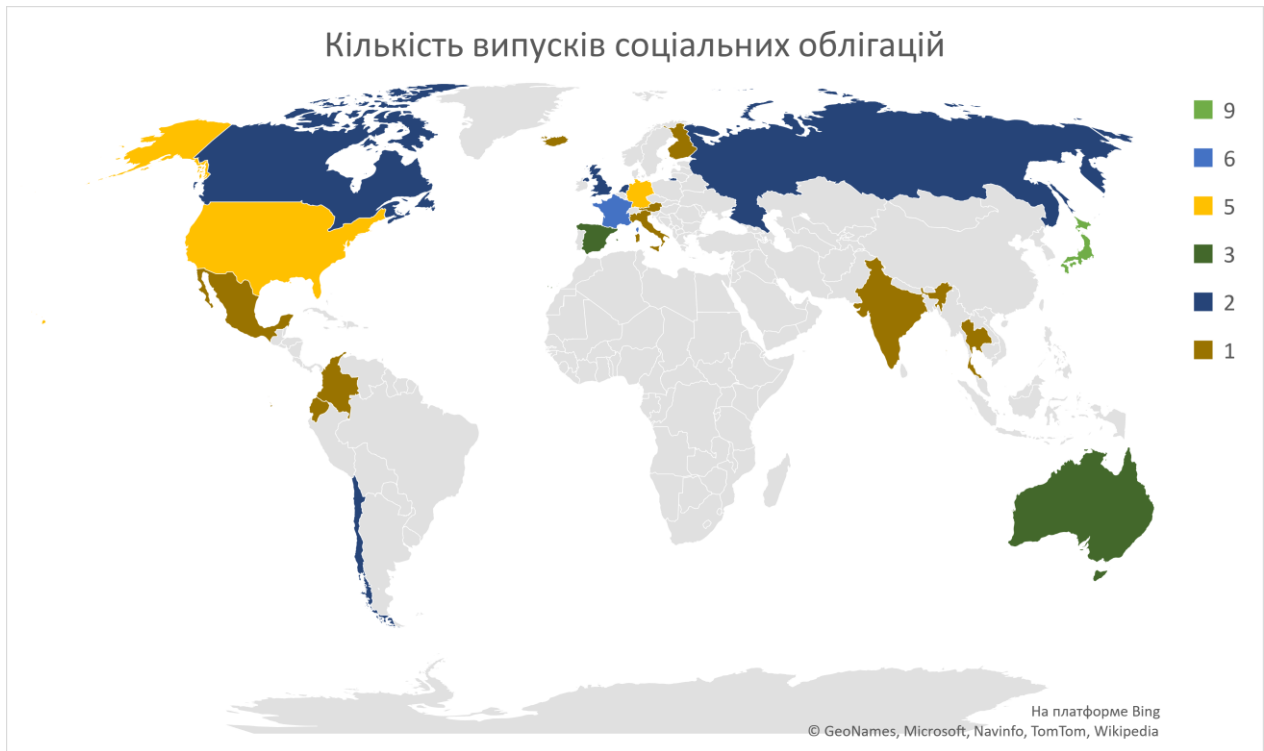 Кількість випусків соціальних облігацій
9
6
5
3
2
1
На платформе Bing
© GeoNames, Microsoft, Navinfo, TomTom, Wikipedia